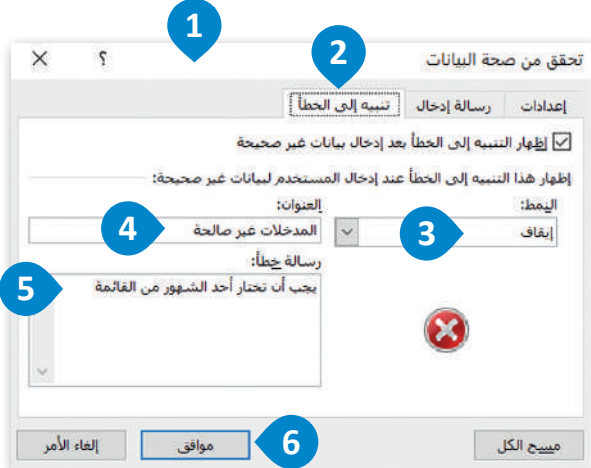 1
2
تحقق من صحة البيانات
؟
إعدادات
رسالة إدخال
تنبيه إلى الخطأ
إظهار التنبيه إلى الخطأ بعد إدخال بيانات غير صحيحة
إظهار هذا التنبيه إلى الخطأ عند إدخال المستخدم لبيانات غير صحيحة:
النمط:
العنوان:
إيقاف
3
المدخلات غير صالحة
4
رسالة خطأ:
يجب أن تختار أحد الشهور من القائمة
5
مسح الكل
6
موافق
إلغاء الأمر